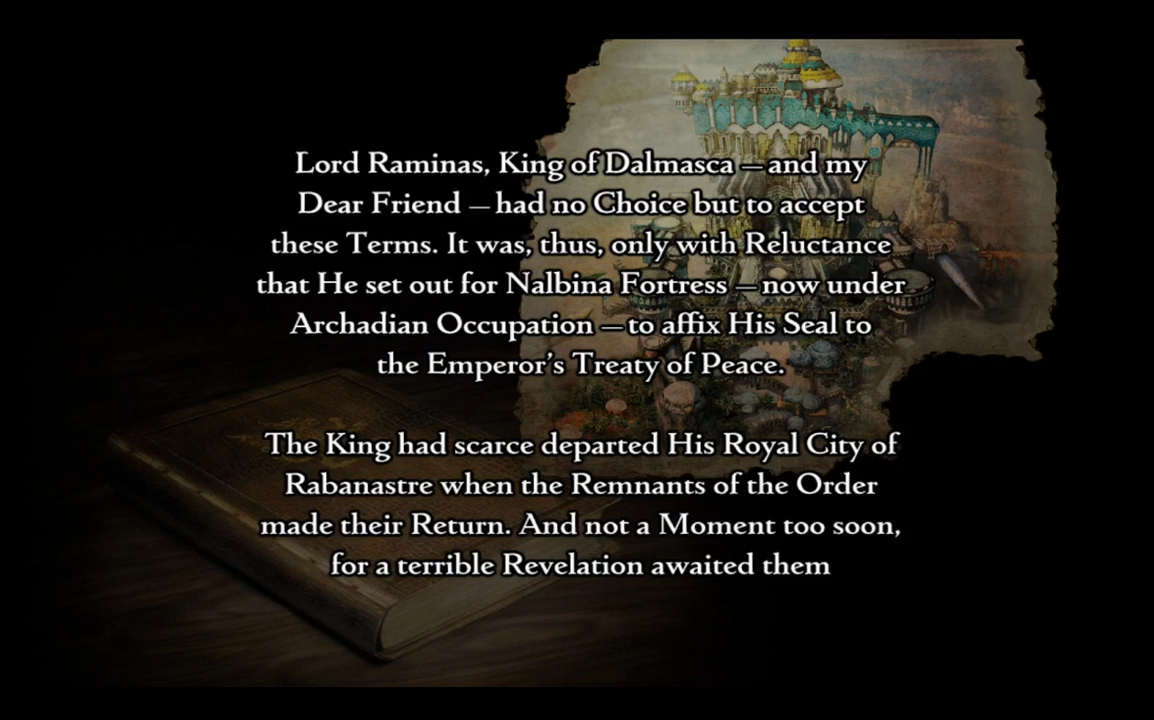 Lord Raminas, King of Dalmasca — and my
Dear Friend — had no Choice but to accept
these Terms. It was, thus, only with Reluctance
that He set out for Nalbina Fortress — now under
Archadian Occupation — to affix His Seal to
the Emperor’s Treaty of Peace.
The King had scarce departed His Royal City of
Rabanastre when the Remnants of the Order
made their Return. And not a Moment too soon,
for a terrible Revelation awaited them